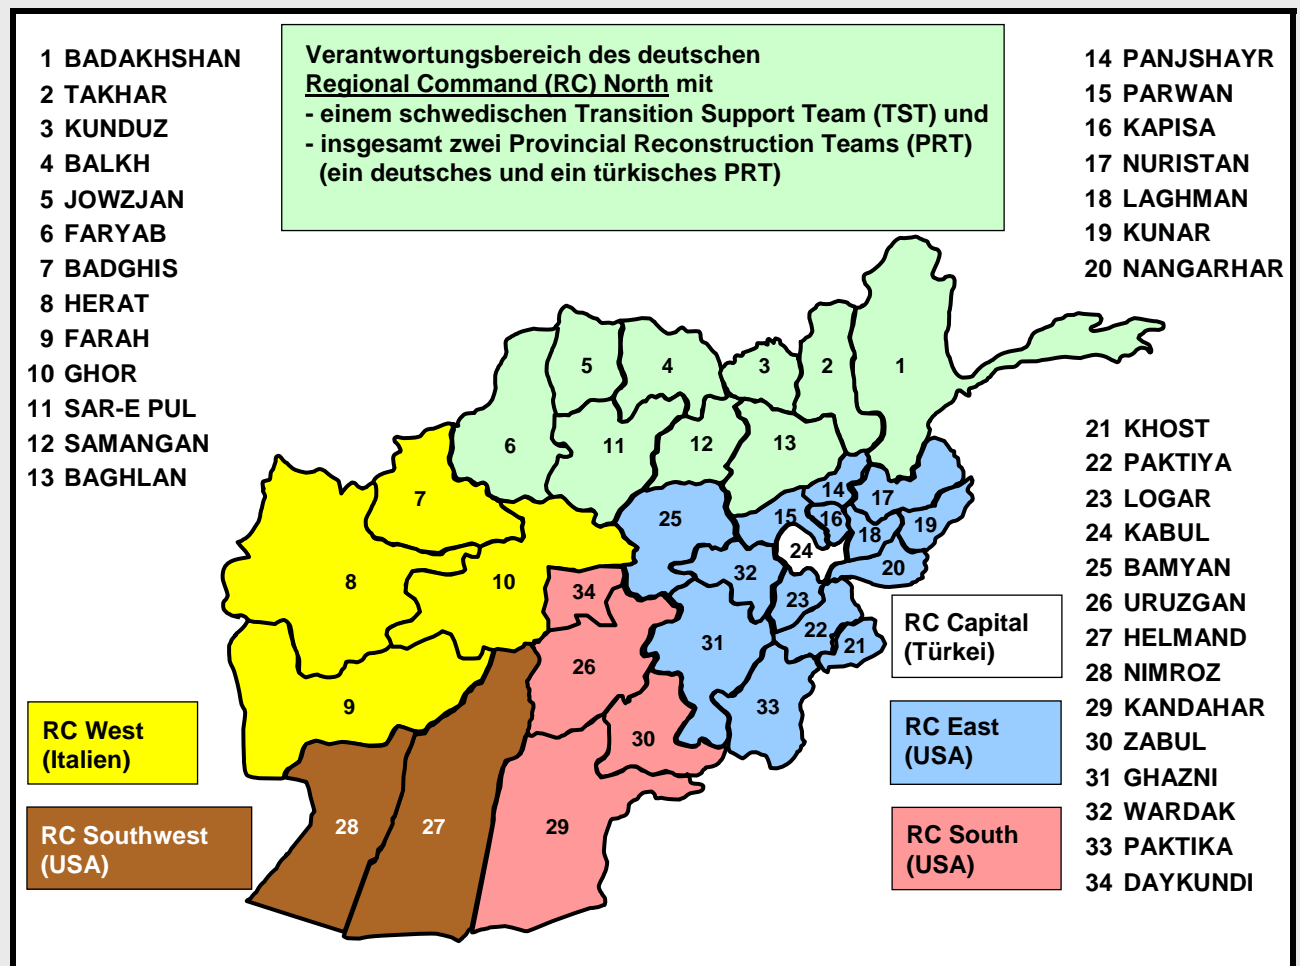 1 BADAKHSHAN
2 TAKHAR
3 KUNDUZ
4 BALKH
5 JOWZJAN
6 FARYAB
7 BADGHIS
8 HERAT
9 FARAH
10 GHOR
11 SAR-E PUL
12 SAMANGAN
13 BAGHLAN
Verantwortungsbereich des deutschen
Regional Command (RC) North mit
- einem schwedischen Transition Support Team (TST) und
- insgesamt zwei Provincial Reconstruction Teams (PRT)
(ein deutsches und ein türkisches PRT)
14 PANJSHAYR
15 PARWAN
16 KAPISA
17 NURISTAN
18 LAGHMAN
19 KUNAR
20 NANGARHAR
21 KHOST
22 PAKTIYA
23 LOGAR
24 KABUL
25 BAMYAN
26 URUZGAN
27 HELMAND
28 NIMROZ
29 KANDAHAR
30 ZABUL
31 GHAZNI
32 WARDAK
33 PAKTIKA
34 DAYKUNDI
5
4
3
2
1
6
11
12
13
7
25
14
17
15
16
19
18
24
20
8
10
34
32
23
22
21
31
26
9
33
30
28
27
29
RC Capital
(Türkei)
RC West
(Italien)
RC East
(USA)
RC Southwest
(USA)
RC South
(USA)